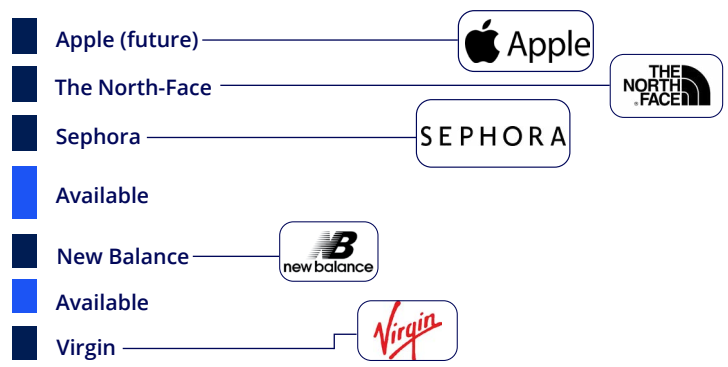 Apple (future)
Apple
The North-Face
THE
NORTH
FACE
Sephora
SEPHORA
Available
New Balance
NB
new balance
Available
Virgin
Virgin